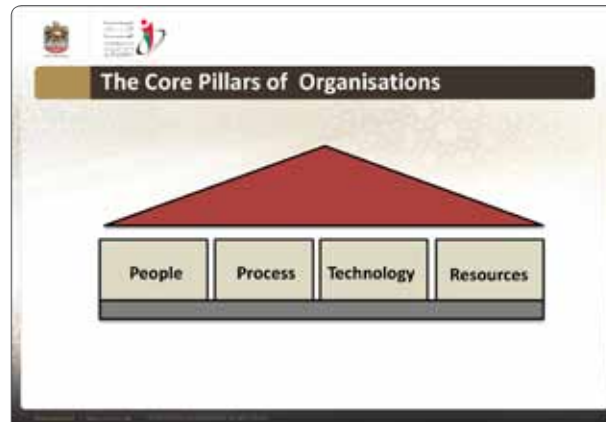 The Core Pillars of Organisations
People
Process
Technology
Resources